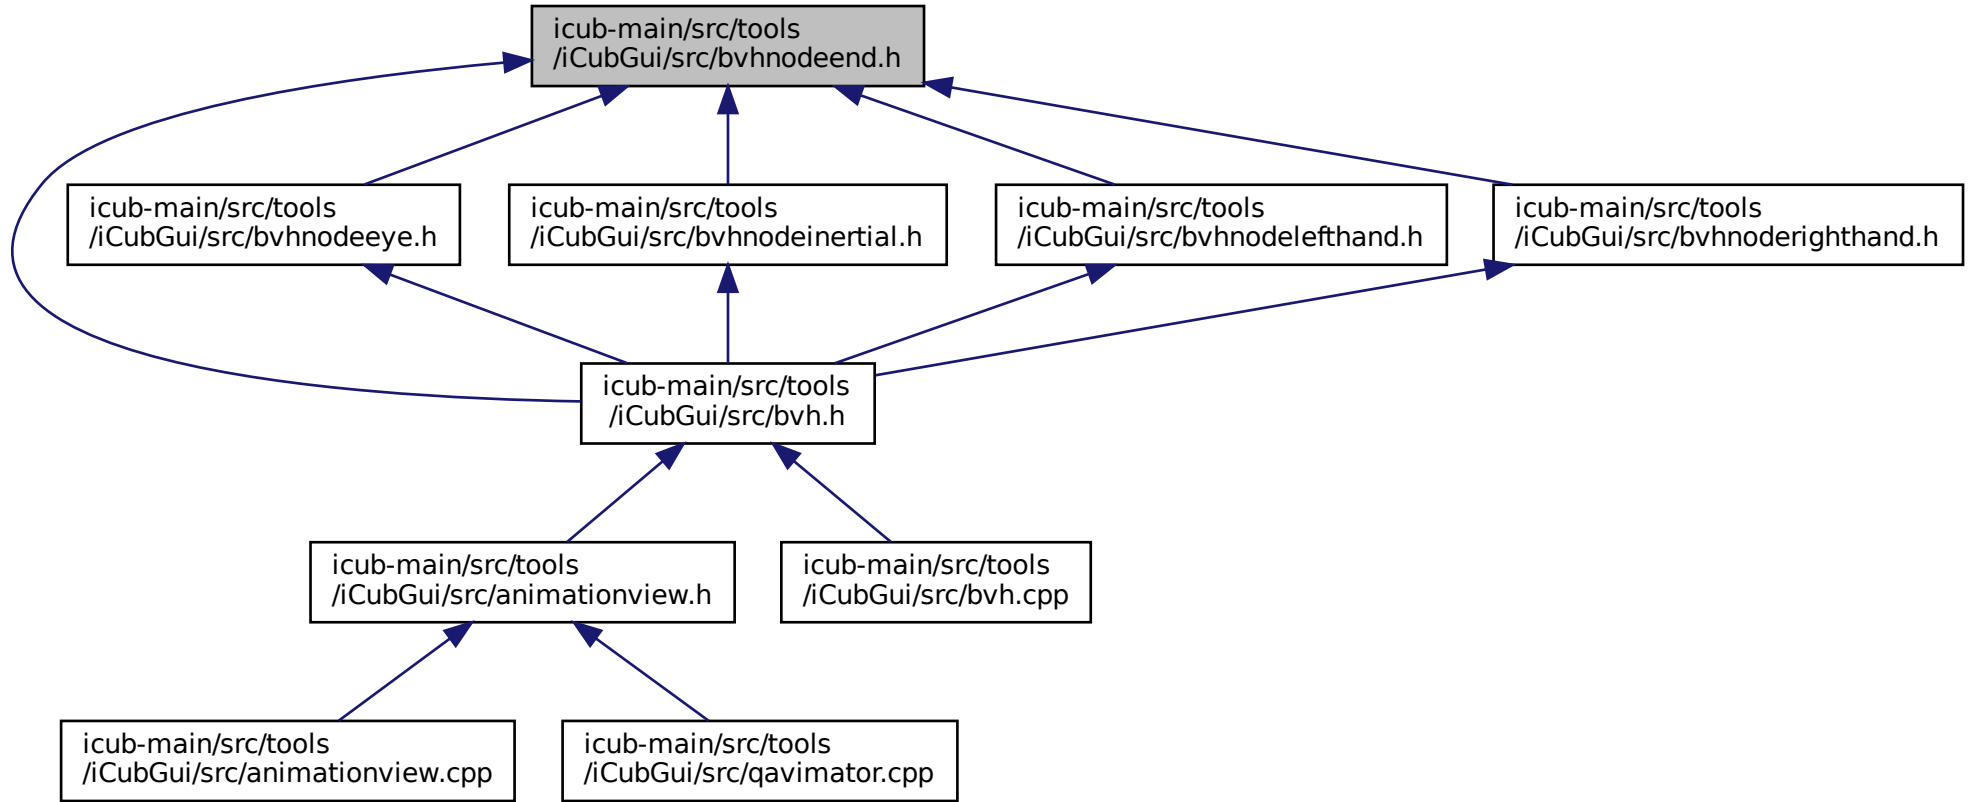 icub-main/src/tools
/iCubGui/src/bvhnodeend.h
icub-main/src/tools
/iCubGui/src/bvhnodeeye.h
icub-main/src/tools
/iCubGui/src/bvhnodeinertial.h
icub-main/src/tools
/iCubGui/src/bvhnodelefthand.h
icub-main/src/tools
/iCubGui/src/bvhnoderighthand.h
icub-main/src/tools
/iCubGui/src/bvh.h
icub-main/src/tools
/iCubGui/src/animationview.h
icub-main/src/tools
/iCubGui/src/bvh.cpp
icub-main/src/tools
/iCubGui/src/animationview.cpp
icub-main/src/tools
/iCubGui/src/qavimator.cpp